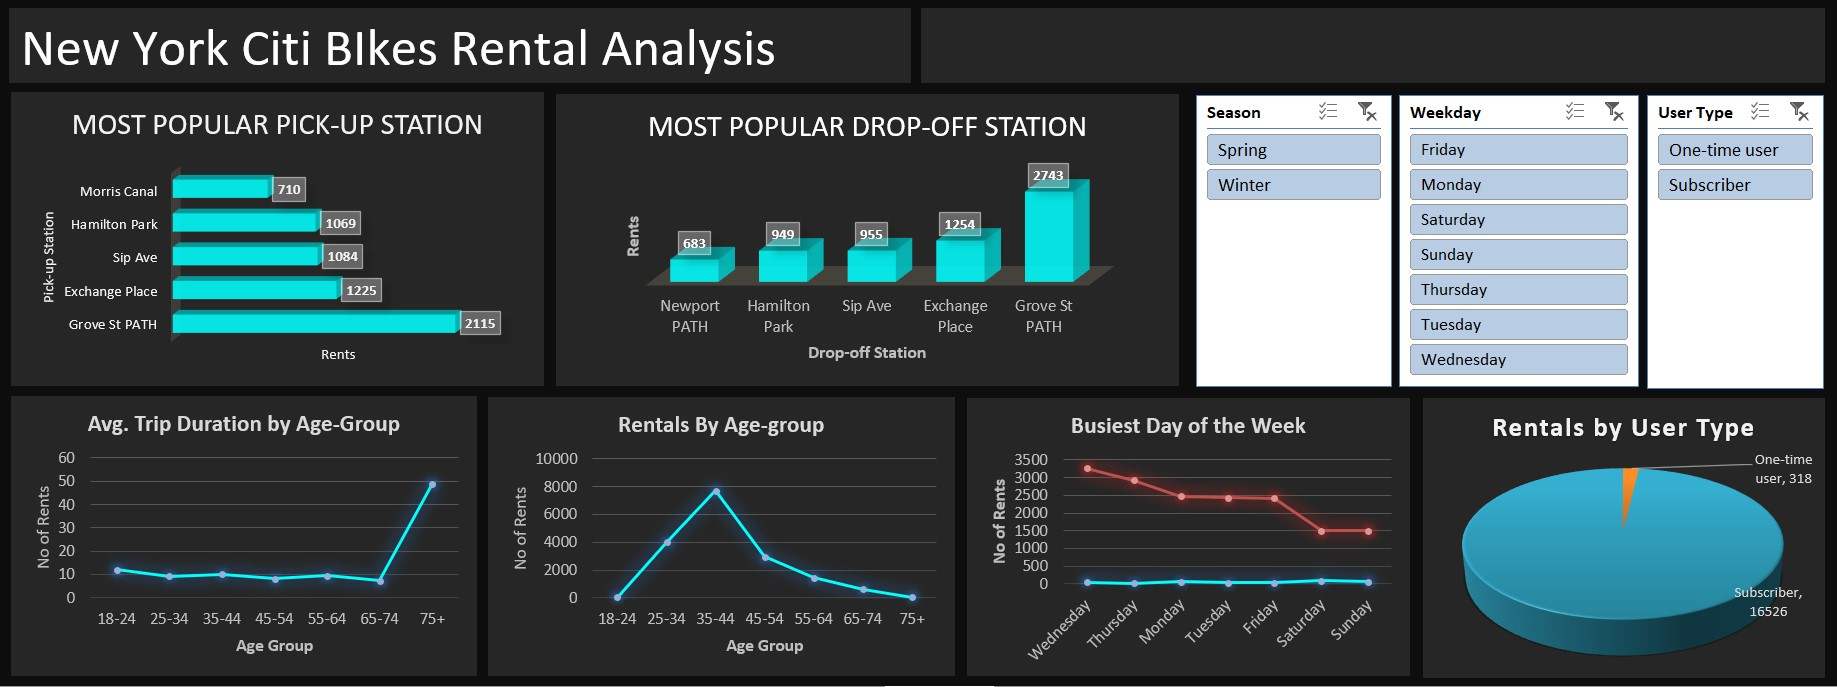 New York Citi BIkes Rental Analysis
MOST POPULAR PICK-UP STATION
Pick-up Station
Morris Canal
710
Hamilton Park
1069
Sip Ave
1084
Exchange Place
1225
Grove St PATH
2115
Rents
MOST POPULAR DROP-OFF STATION
Rents
683
949
955
1254
2743
Newport
PATH
Hamilton
Park
Sip Ave
Exchange
Place
Grove St
PATH
Drop-off Station
Season
Spring
Winter
Weekday
Friday
Monday
Saturday
Sunday
Thursday
Tuesday
Wednesday
User Type
One-time user
Subscriber
Avg. Trip Duration by Age-Group
No of Rents
60
50
40
30
20
10
0
18-24 25-34 35-44 45-54 55-64 65-74 75+
Age Group
Rentals By Age-group
No of Rents
10000
8000
6000
4000
2000
0
18-24 25-34 35-44 45-54 55-64 65-74 75+
Age Group
Busiest Day of the Week
No of Rents
3500
3000
2500
2000
1500
1000
500
0
Wednesday
Thursday
Monday
Tuesday
Friday
Saturday
Sunday
Rentals by User Type
One-time
user, 318
Subscriber,
16526